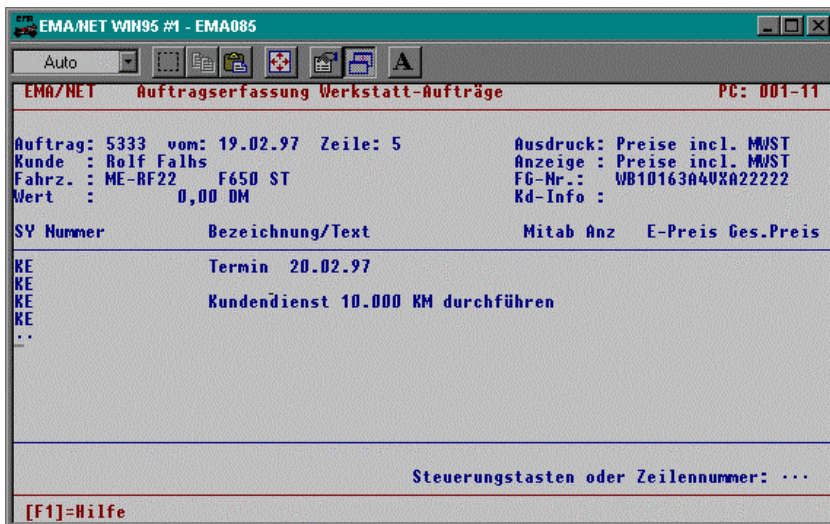 EMA/NET WIN95 #1 - EMA085
Auto
A
EMA/NET Auftragserfassung Werkstatt-Aufträge PC: 001-11
Auftrag: 5333 vom: 19.02.97 Zeile: 5 Ausdruck: Preise incl. MWST
Kunde : Rolf Falhs Anzeige : Preise incl. MWST
Fahrz. : ME-RF22 F650 ST FG-Nr.: WB10163A4VXA22222
Wert : 0,00 DM Kd-Info :
SY Nummer Bezeichnung/Text Mitab Anz E-Preis Ges.Preis
KE Termin 20.02.97
KE
KE Kundendienst 10.000 KM durchführen
KE
..
Steuerungstasten oder Zeilennummer: ...
[F1]=Hilfe